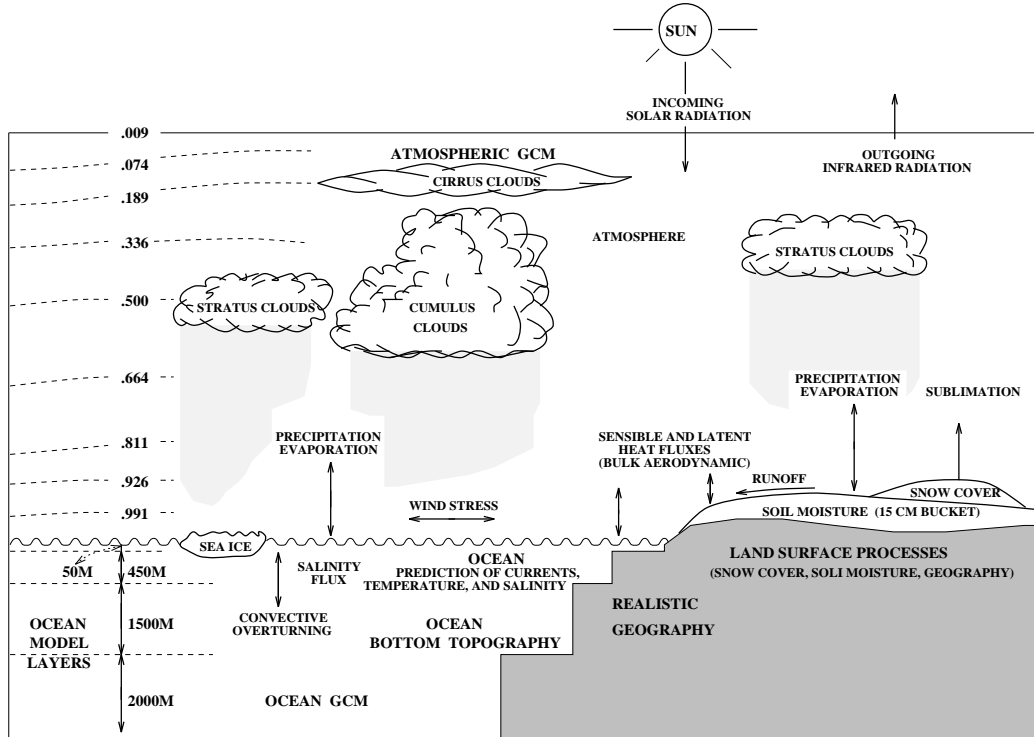 SUN
INCOMING
SOLAR RADIATION
.009
ATMOSPHERIC GCM
OUTGOING
INFRARED RADIATION
.074
CIRRUS CLOUDS
.189
ATMOSPHERE
.336
STRATUS CLOUDS
.500
STRATUS CLOUDS
CUMULUS
CLOUDS
.664
PRECIPITATION
EVAPORATION
SUBLIMATION
.811
PRECIPITATION
EVAPORATION
SENSIBLE AND LATENT
HEAT FLUXES
(BULK AERODYNAMIC)
.926
RUNOFF
SNOW COVER
WIND STRESS
.991
SOIL MOISTURE (15 CM BUCKET)
SEA ICE
50M
450M
SALINITY
FLUX
OCEAN
PREDICTION OF CURRENTS,
TEMPERATURE, AND SALINITY
LAND SURFACE PROCESSES
(SNOW COVER, SOLI MOISTURE, GEOGRAPHY)
REALISTIC
GEOGRAPHY
OCEAN
MODEL
LAYERS
1500M
CONVECTIVE
OVERTURNING
OCEAN
BOTTOM TOPOGRAPHY
2000M
OCEAN GCM